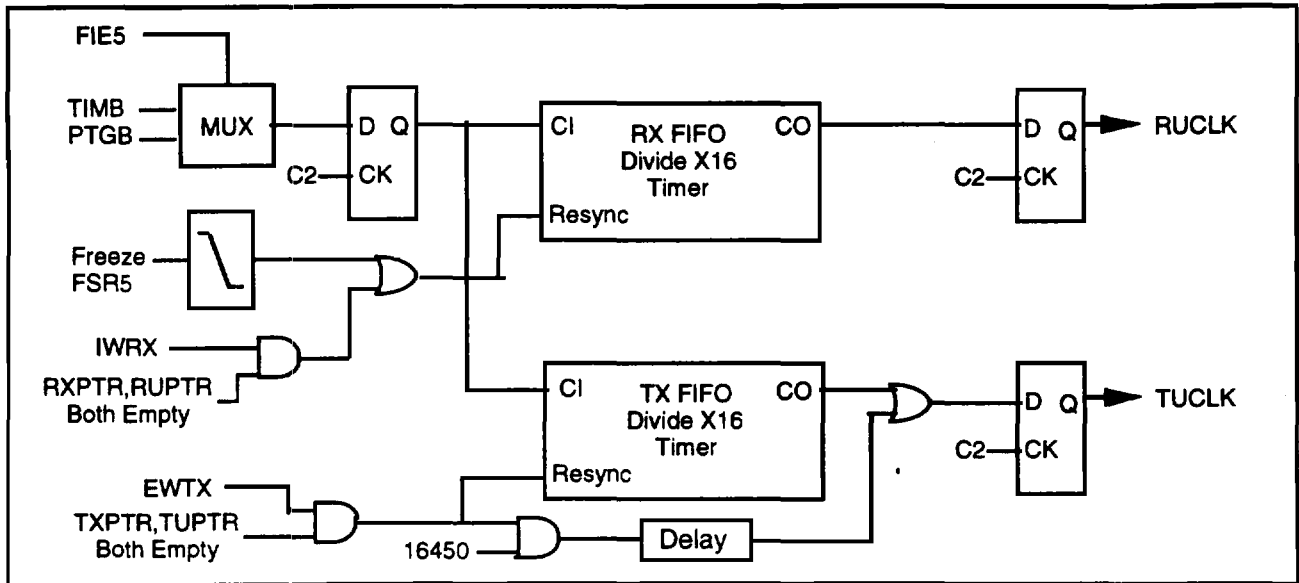 FIE5
TIMB
PTGB
MUX
D Q
C2
CK
CI
RX FIFO
Divide X16
Timer
CO
Resync
D Q
C2
CK
RUCLK
Freeze
FSR5
IWRX
RXPTR,RUPTR
Both Empty
CI
TX FIFO
Divide X16
Timer
CO
Resync
D Q
C2
CK
TUCLK
EWTX
TXPTR,TUPTR
Both Empty
16450
Delay